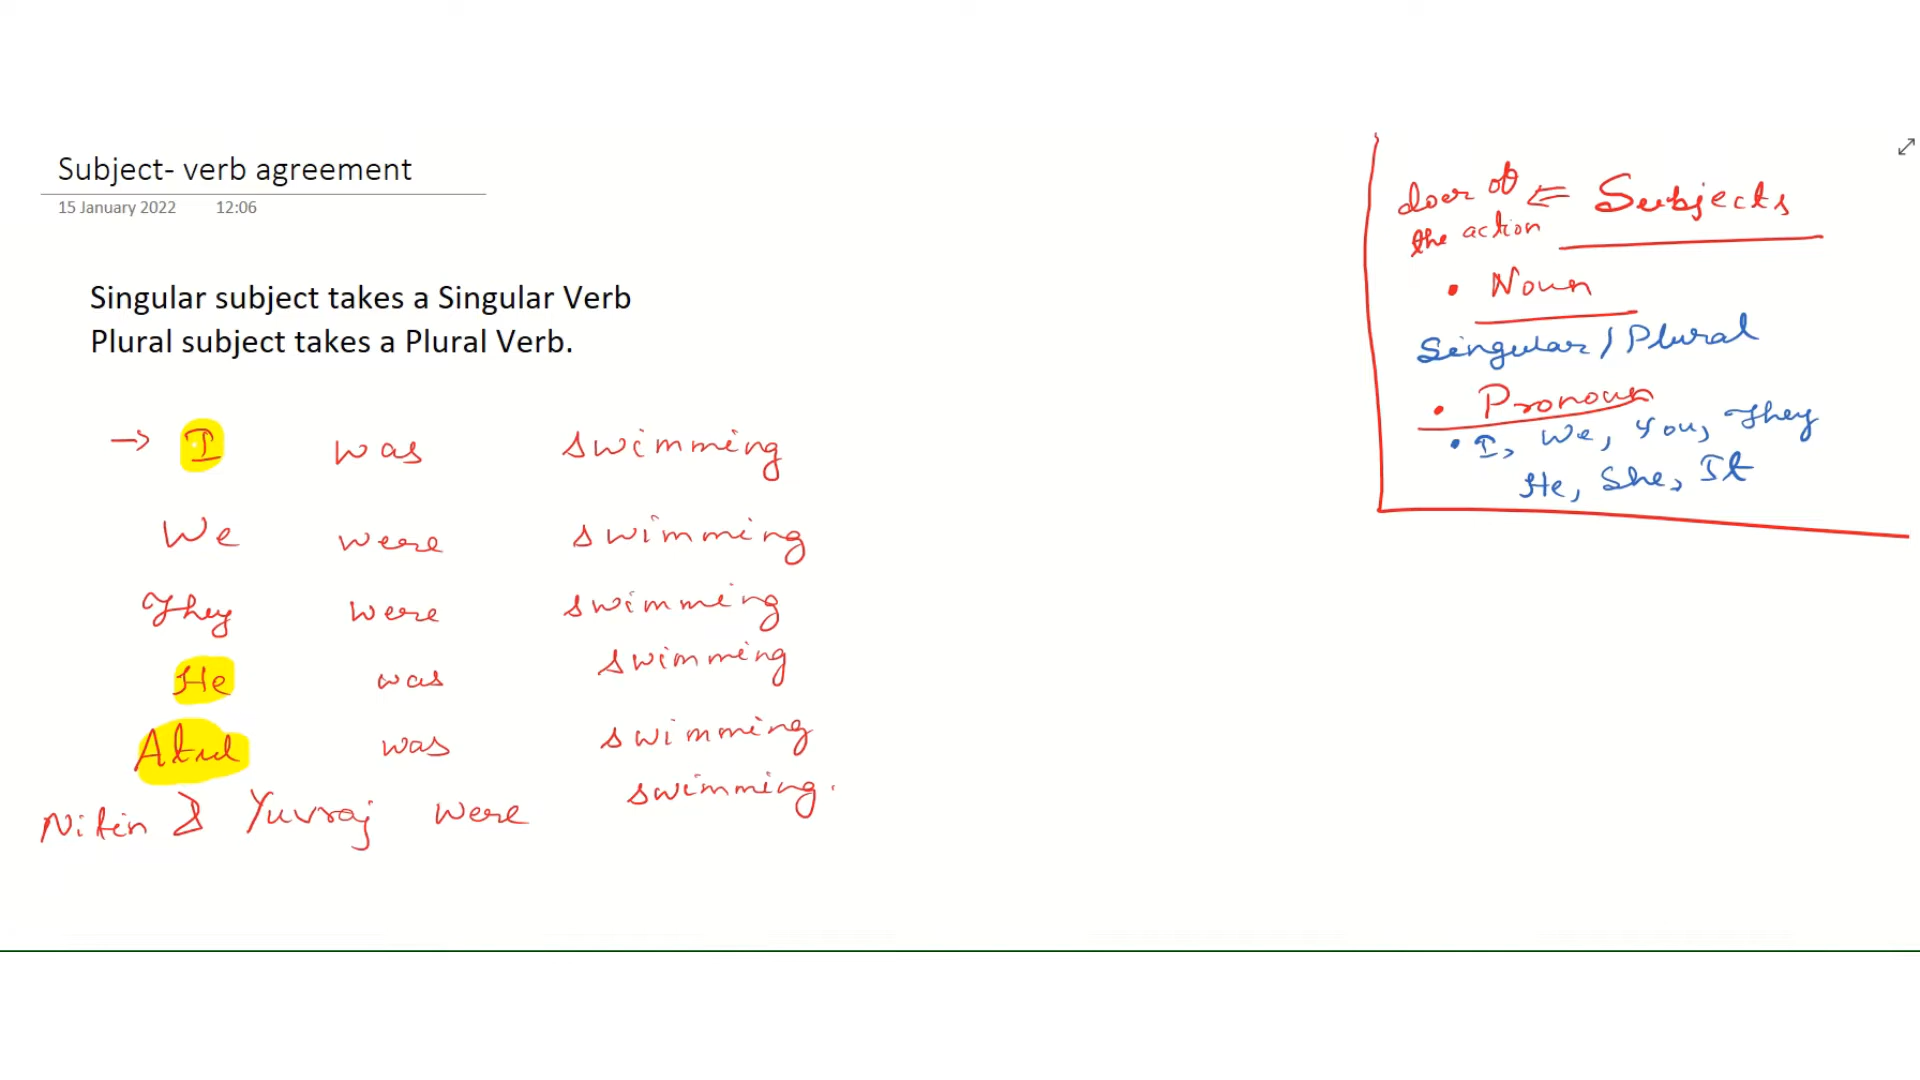 Subject- verb agreement
15 January 2022 12:06
Singular subject takes a Singular Verb
Plural subject takes a Plural Verb.
→ I was swimming
We were swimming
They were swimming
He was swimming
Atul was swimming
Nitin & Yuvraj were swimming.
doer of the action ⇐ Subjects
• Noun
Singular / Plural
• Pronoun
• I, We, You, They
He, She, It